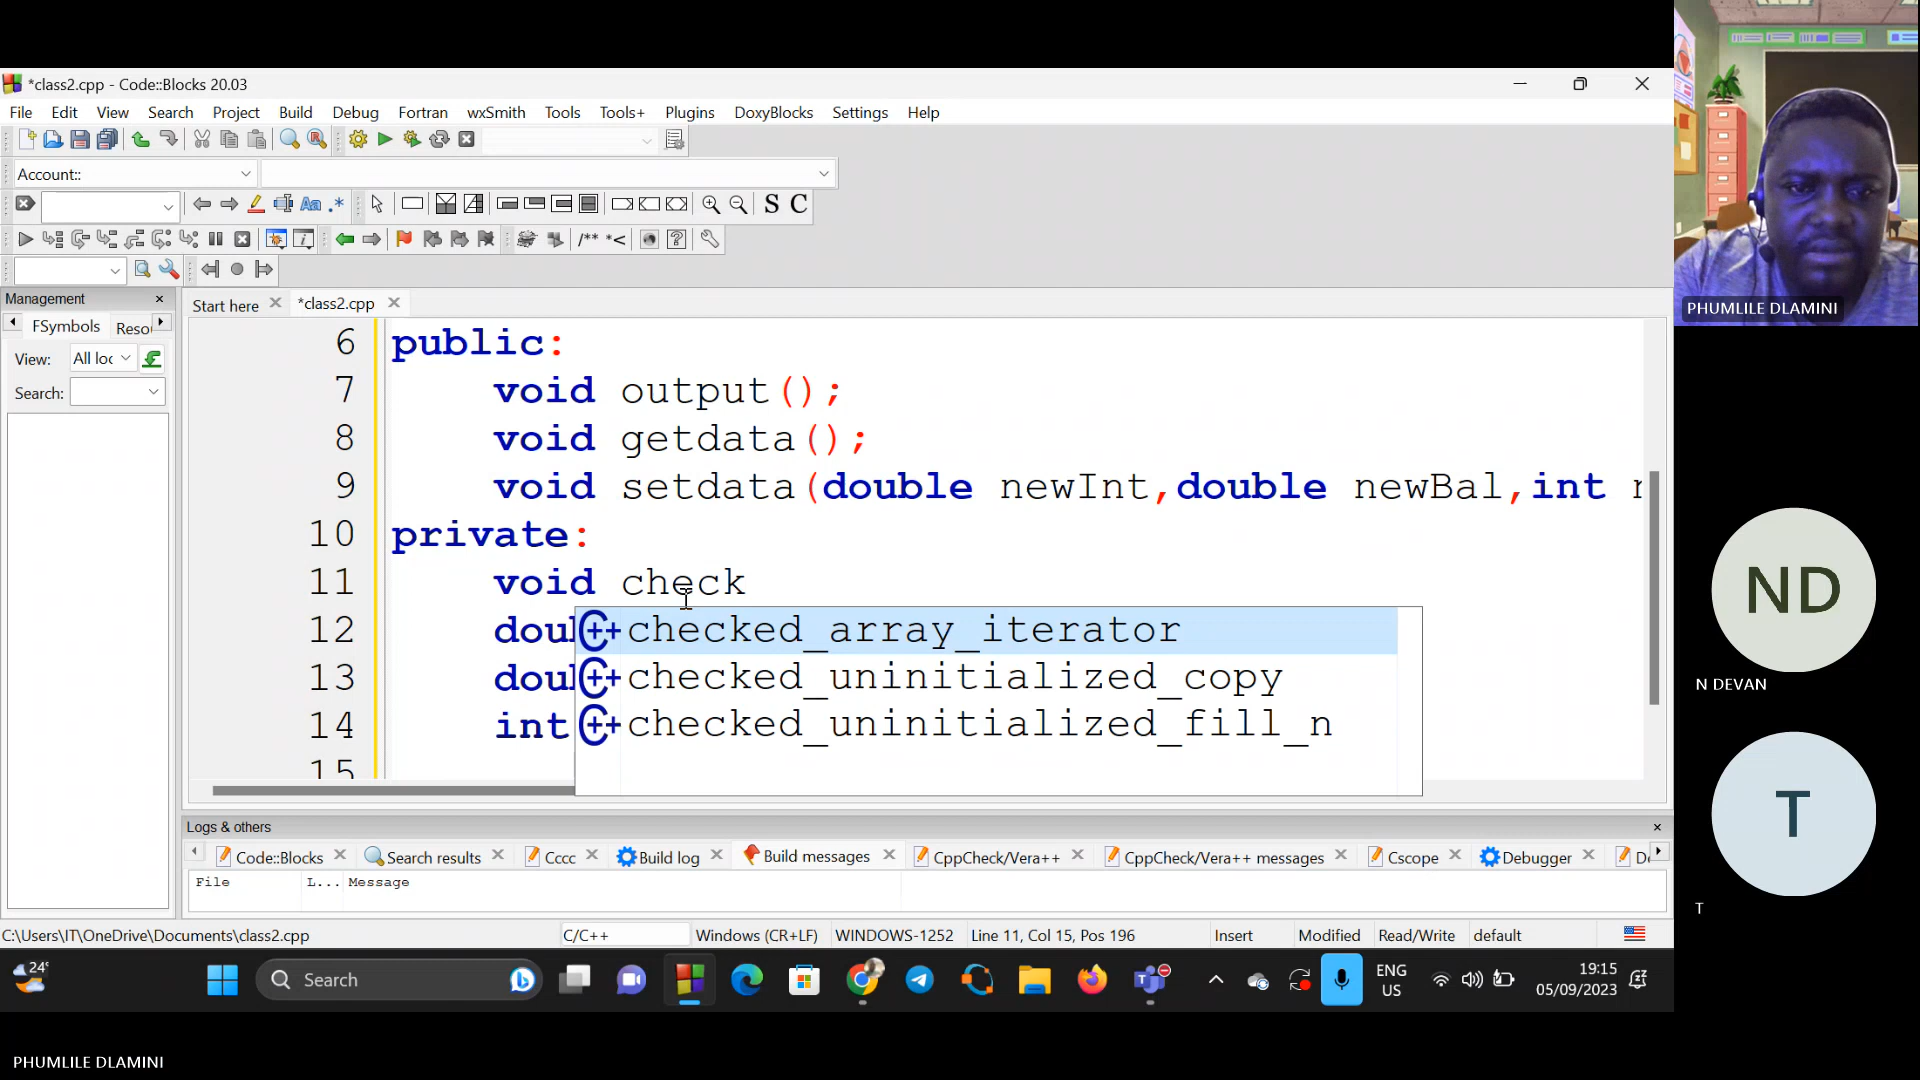 *class2.cpp - Code::Blocks 20.03
File Edit View Search Project Build Debug Fortran wxSmith Tools Tools+ Plugins DoxyBlocks Settings Help
Account::
Aa .* S C
/** *<
Management
Start here *class2.cpp
FSymbols Reso
View: All loc
Search:
6 public:
7 void output();
8 void getdata();
9 void setdata(double newInt,double newBal,int
10 private:
11 void check
12 doul checked_array_iterator
13 doul checked_uninitialized_copy
14 int checked_uninitialized_fill_n
15
Logs & others
Code::Blocks Search results Cccc Build log Build messages CppCheck/Vera++ CppCheck/Vera++ messages Cscope Debugger
File L... Message
C:\Users\IT\OneDrive\Documents\class2.cpp C/C++ Windows (CR+LF) WINDOWS-1252 Line 11, Col 15, Pos 196 Insert Modified Read/Write default
24°
Search
ENG
US
19:15
05/09/2023
PHUMLILE DLAMINI
PHUMLILE DLAMINI
ND
N DEVAN
T
T